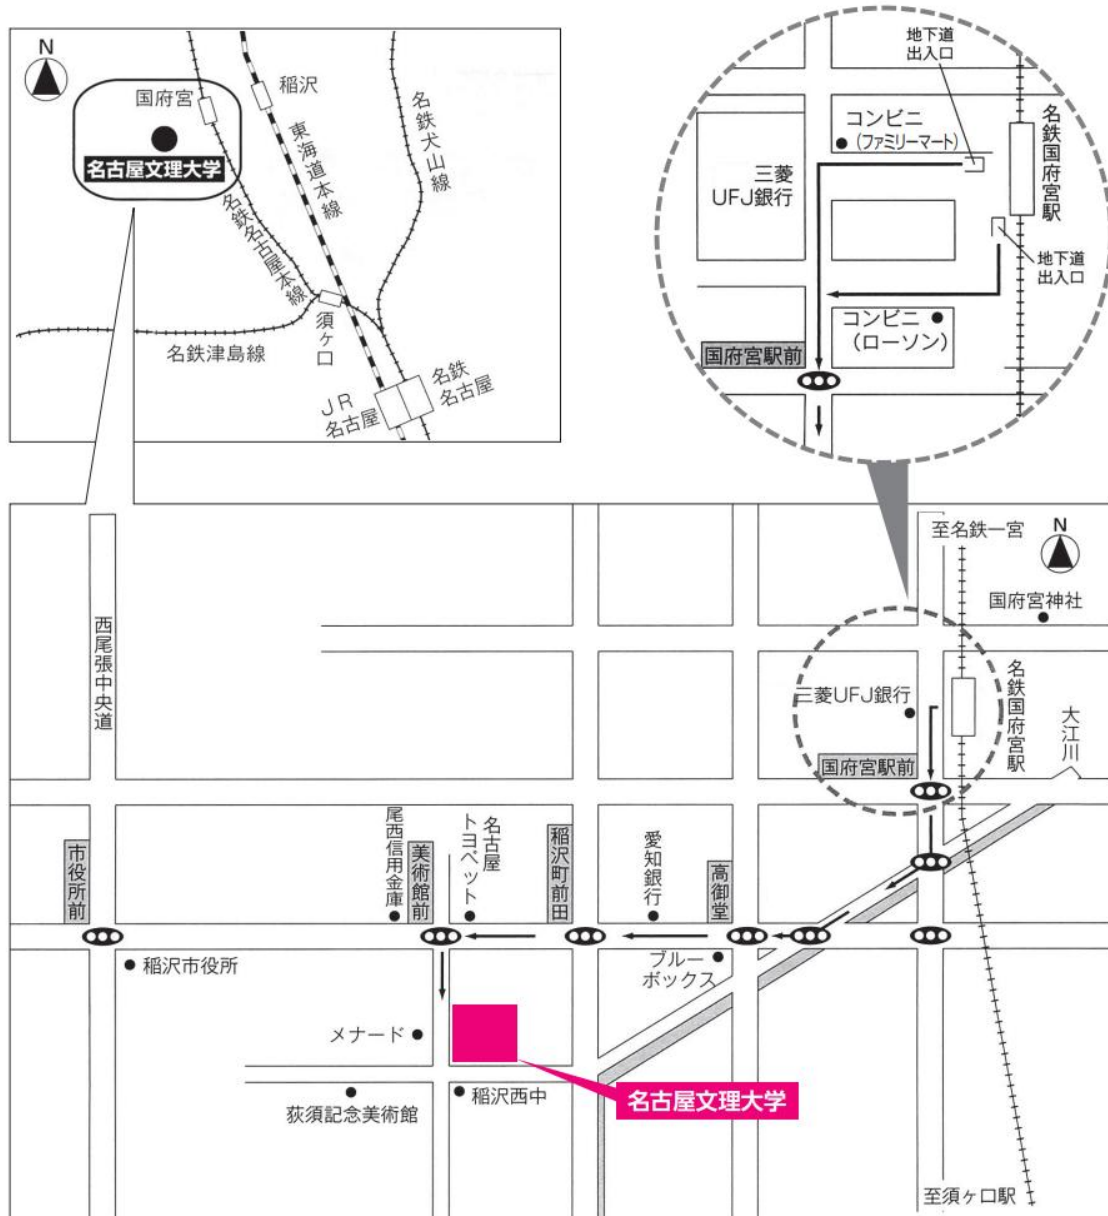 N
国府宮
名古屋文理大学
稲沢
東海道本線
名鉄犬山線
名鉄名古屋本線
須ヶ口
名鉄津島線
JR
名古屋
名鉄
名古屋
地下道
出入口
コンビニ
(ファミリーマート)
名鉄国府宮駅
三菱
UFJ銀行
地下道
出入口
コンビニ
(ローソン)
国府宮駅前
至名鉄一宮
N
国府宮神社
西尾張中央道
三菱UFJ銀行
名鉄国府宮駅
大江川
国府宮駅前
市役所前
尾西信用金庫
美術館前
名古屋
トヨペット
稲沢町前田
愛知銀行
高御堂
稲沢市役所
ブルー
ボックス
メナード
荻須記念美術館
稲沢西中
名古屋文理大学
至須ヶ口駅